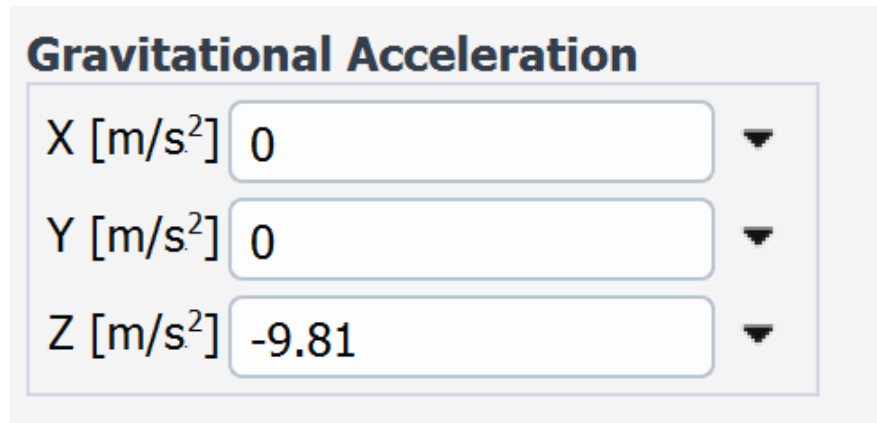 Gravitational Acceleration
X [m/s²] 0
Y [m/s²] 0
Z [m/s²] -9.81